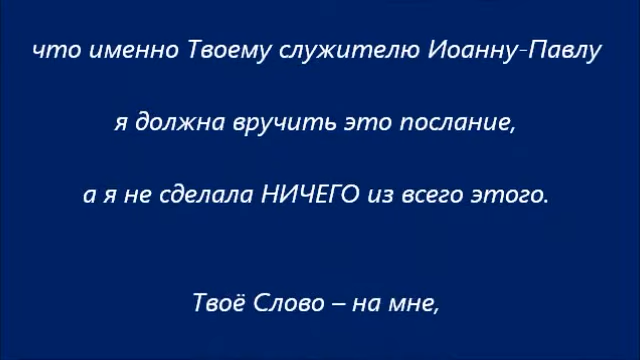 что именно Твоему служителю Иоанну-Павлу
я должна вручить это послание,
а я не сделала НИЧЕГО из всего этого.
Твоё Слово – на мне,